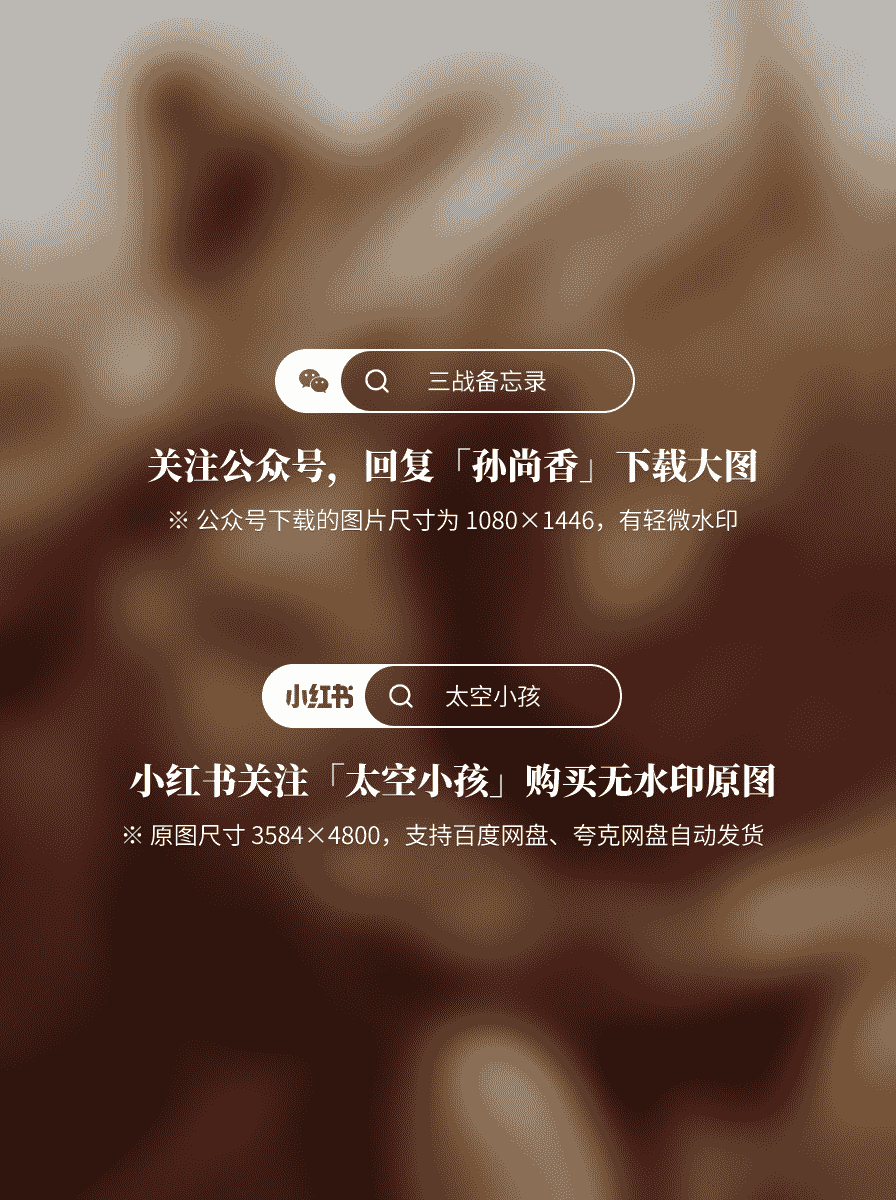 三战备忘录
关注公众号，回复「孙尚香」下载大图
※ 公众号下载的图片尺寸为 1080×1446，有轻微水印
小红书
太空小孩
小红书关注「太空小孩」购买无水印原图
※ 原图尺寸 3584×4800，支持百度网盘、夸克网盘自动发货